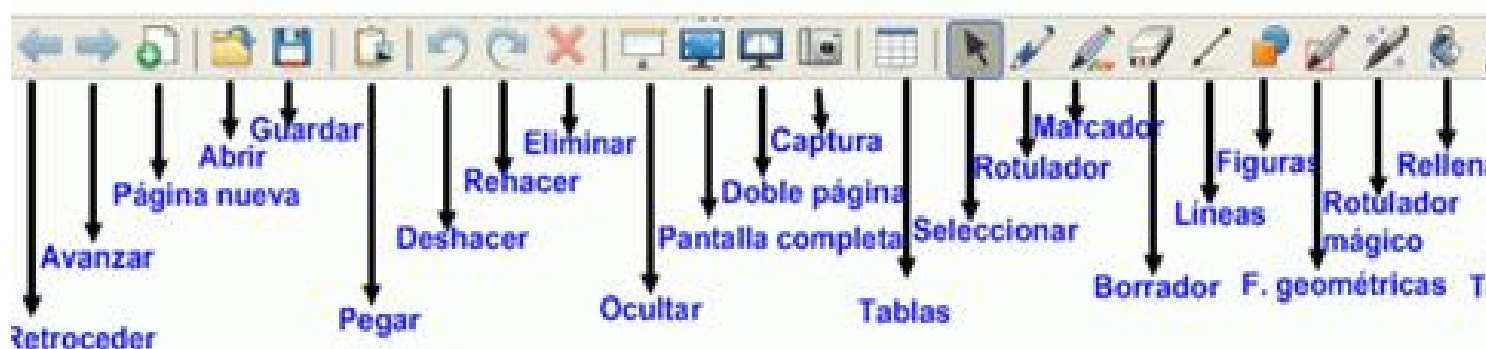 Guardar
Marcador
Eliminar
Captura
Abrir
Figuras
Rellena
Rotulador
Rehacer
Página nueva
Doble página
Rotulador
mágico
Líneas
Seleccionar
Deshacer
Pantalla completa
Avanzar
Borrador
F. geométricas
T
Ocultar
Tablas
Pegar
Retroceder